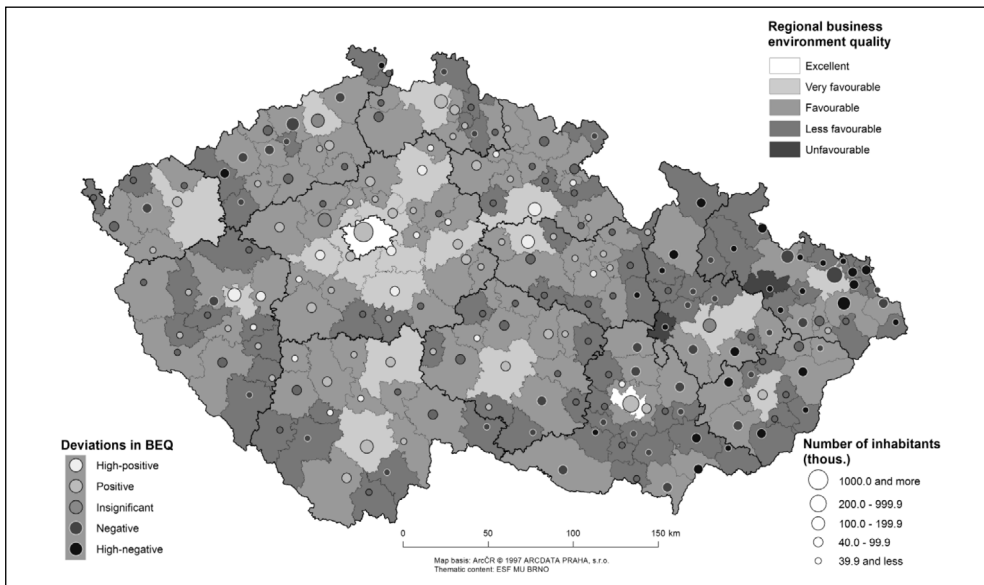 Regional business
environment quality
Excellent
Very favourable
Favourable
Less favourable
Unfavourable
Deviations in BEQ
High-positive
Positive
Insignificant
Negative
High-negative
Number of inhabitants
(thous.)
1000.0 and more
200.0 - 999.9
100.0 - 199.9
40.0 - 99.9
39.9 and less
0 50 100 150 km
Map basis: ArcČR © 1997 ARCDATA PRAHA, s.r.o.
Thematic content: ESF MU BRNO